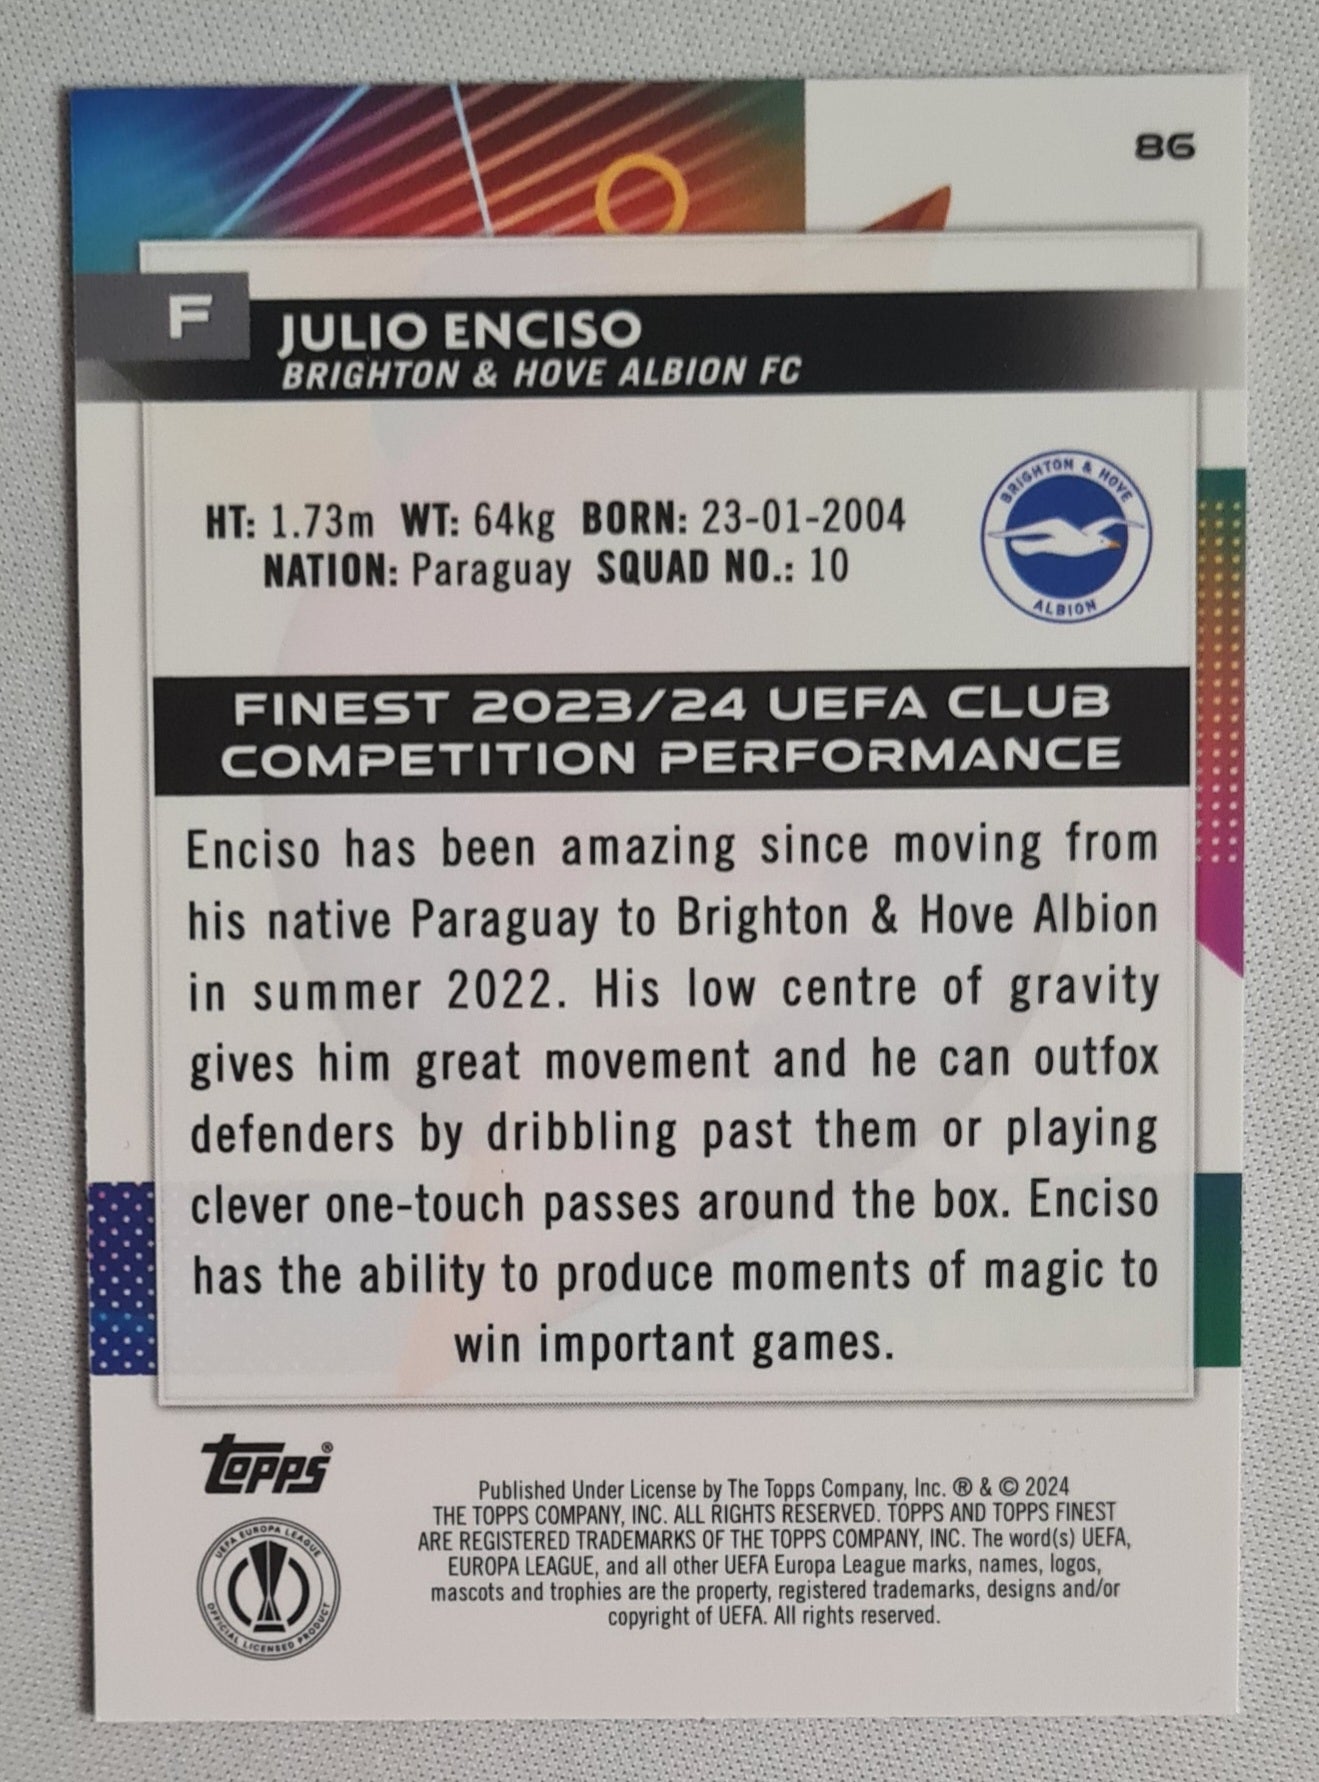 86
F
JULIO ENCISO
BRIGHTON & HOVE ALBION FC
BRIGHTON & HOVE
ALBION
HT: 1.73m WT: 64kg BORN: 23-01-2004
NATION: Paraguay SQUAD NO.: 10
FINEST 2023/24 UEFA CLUB
COMPETITION PERFORMANCE
Enciso has been amazing since moving from
his native Paraguay to Brighton & Hove Albion
in summer 2022. His low centre of gravity
gives him great movement and he can outfox
defenders by dribbling past them or playing
clever one-touch passes around the box. Enciso
has the ability to produce moments of magic to
win important games.
Topps®
UEFA EUROPA LEAGUE
OFFICIAL LICENSED PRODUCT
Published Under License by The Topps Company, Inc. ® & © 2024
THE TOPPS COMPANY, INC. ALL RIGHTS RESERVED. TOPPS AND TOPPS FINEST
ARE REGISTERED TRADEMARKS OF THE TOPPS COMPANY, INC. The word(s) UEFA,
EUROPA LEAGUE, and all other UEFA Europa League marks, names, logos,
mascots and trophies are the property, registered trademarks, designs and/or
copyright of UEFA. All rights reserved.